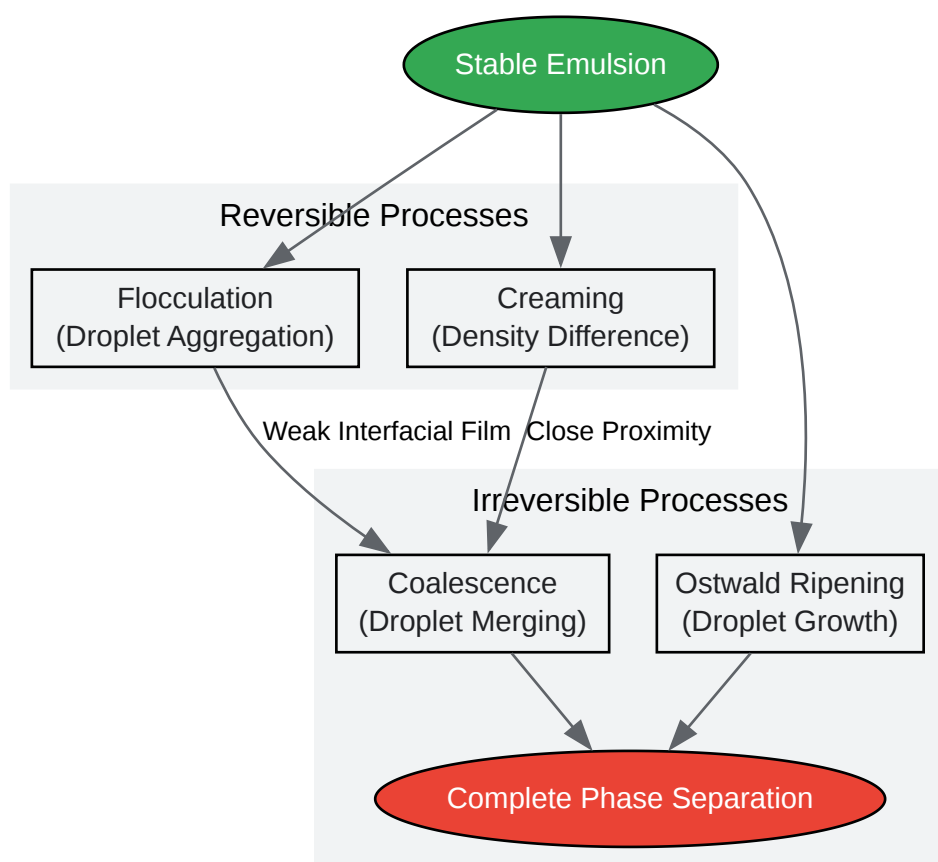 Stable Emulsion
Reversible Processes
Flocculation
(Droplet Aggregation)
Creaming
(Density Difference)
Weak Interfacial Film
Close Proximity
Irreversible Processes
Coalescence
(Droplet Merging)
Ostwald Ripening
(Droplet Growth)
Complete Phase Separation